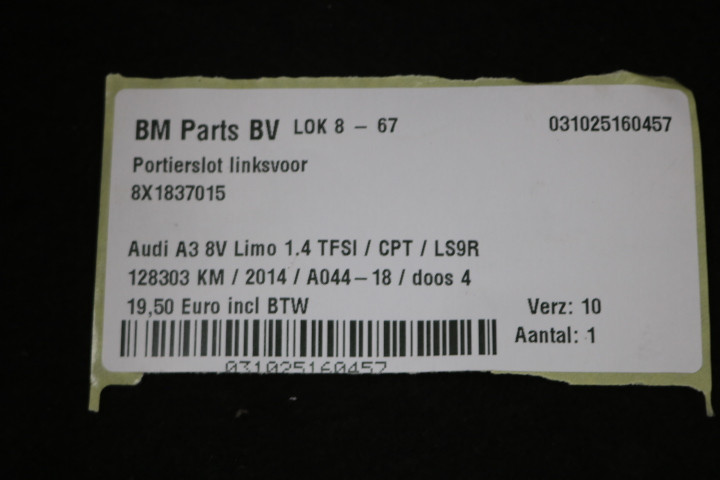 BM Parts BV LOK 8 - 67 031025160457
Portierslot linksvoor
8X1837015
Audi A3 8V Limo 1.4 TFSI / CPT / LS9R
128303 KM / 2014 / A044-18 / doos 4
19,50 Euro incl BTW Verz: 10
Aantal: 1
031025160457